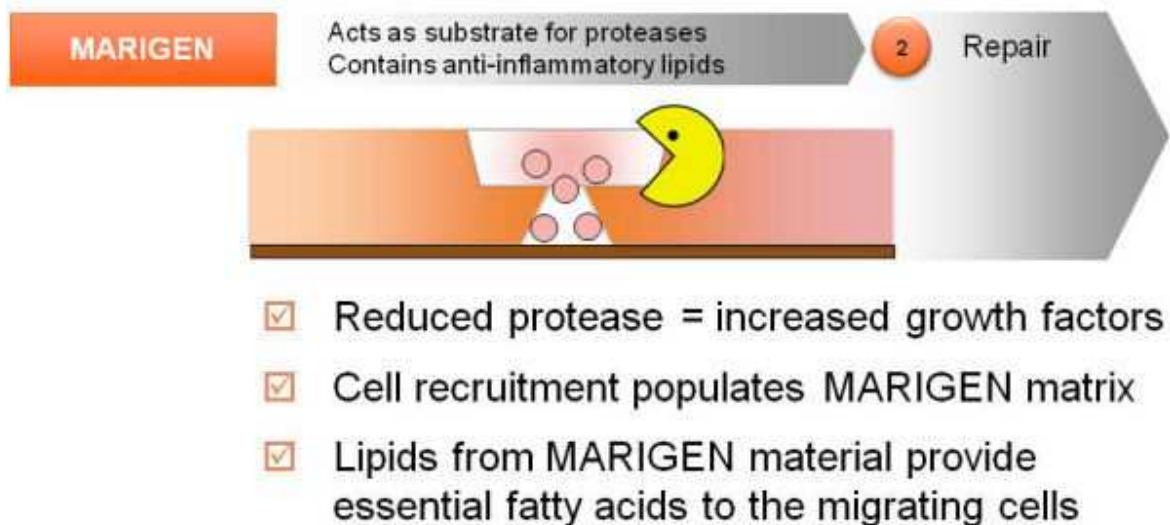 MARIGEN
Acts as substrate for proteases
Contains anti-inflammatory lipids
2
Repair
Reduced protease = increased growth factors
Cell recruitment populates MARIGEN matrix
Lipids from MARIGEN material provide
essential fatty acids to the migrating cells